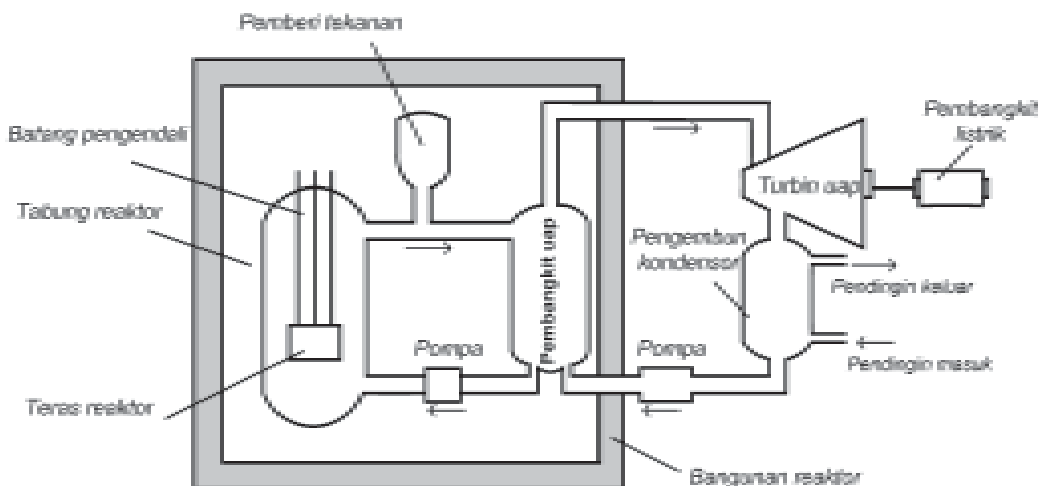 Pemberi tekanan
Batang pengendali
Tabung reaktor
Pembangkit
listrik
Turbin uap
Pembangkit uap
Pengembun
kondensor
Pendingin keluar
Pompa
Pompa
Pendingin masuk
Teras reaktor
Bangunan reaktor